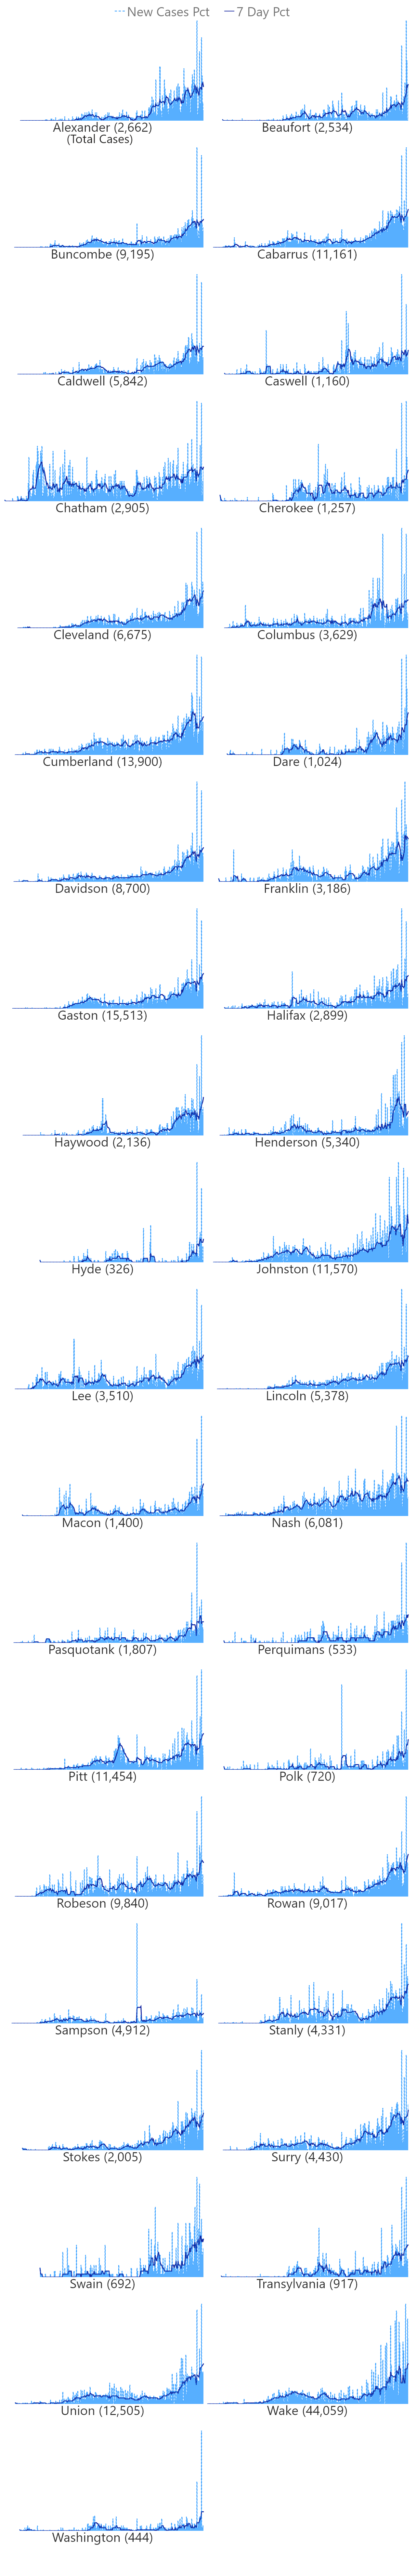 New Cases Pct 7 Day Pct
Alexander (2,662) Beaufort (2,534)
(Total Cases)
Buncombe (9,195) Cabarrus (11,161)
Caldwell (5,842) Caswell (1,160)
Chatham (2,905) Cherokee (1,257)
Cleveland (6,675) Columbus (3,629)
Cumberland (13,900) Dare (1,024)
Davidson (8,700) Franklin (3,186)
Gaston (15,513) Halifax (2,899)
Haywood (2,136) Henderson (5,340)
Hyde (326) Johnston (11,570)
Lee (3,510) Lincoln (5,378)
Macon (1,400) Nash (6,081)
Pasquotank (1,807) Perquimans (533)
Pitt (11,454) Polk (720)
Robeson (9,840) Rowan (9,017)
Sampson (4,912) Stanly (4,331)
Stokes (2,005) Surry (4,430)
Swain (692) Transylvania (917)
Union (12,505) Wake (44,059)
Washington (444)